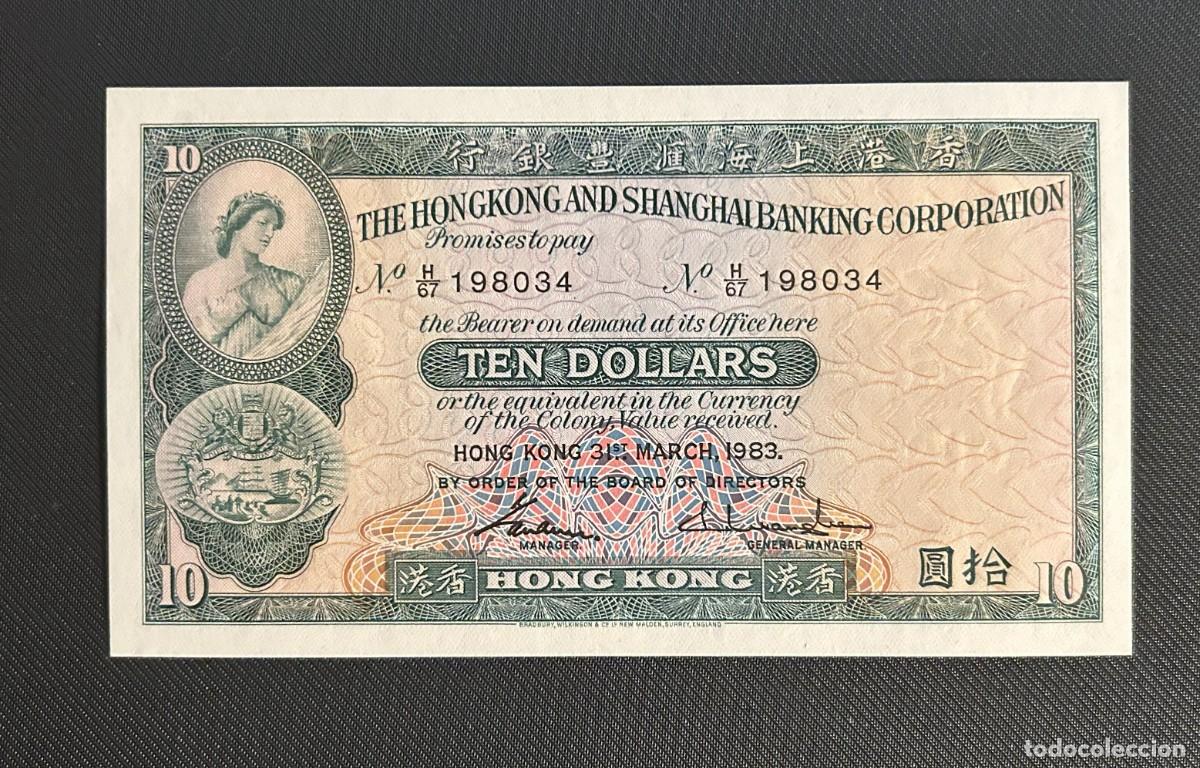 行銀豐滙海上港香
10
THE HONGKONG AND SHANGHAI BANKING CORPORATION
Promises to pay
No H/67 198034 No H/67 198034
the Bearer on demand at its Office here
TEN DOLLARS
or the equivalent in the Currency
of the Colony, Value received.
HONG KONG 31ST MARCH, 1983.
BY ORDER OF THE BOARD OF DIRECTORS
MANAGER GENERAL MANAGER
10 港香 HONG KONG 港香 圓拾 10
BRADBURY, WILKINSON & Co Ld NEW MALDEN, SURREY, ENGLAND
todocoleccion